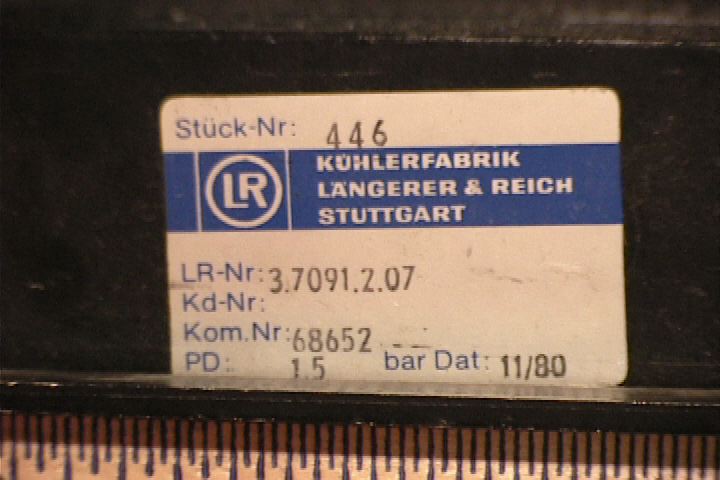 Stück-Nr: 446
LR
KÜHLERFABRIK
LÄNGERER & REICH
STUTTGART
LR-Nr: 3.7091.2.07
Kd-Nr:
Kom.Nr: 68652
PD: 1.5 bar Dat: 11/80